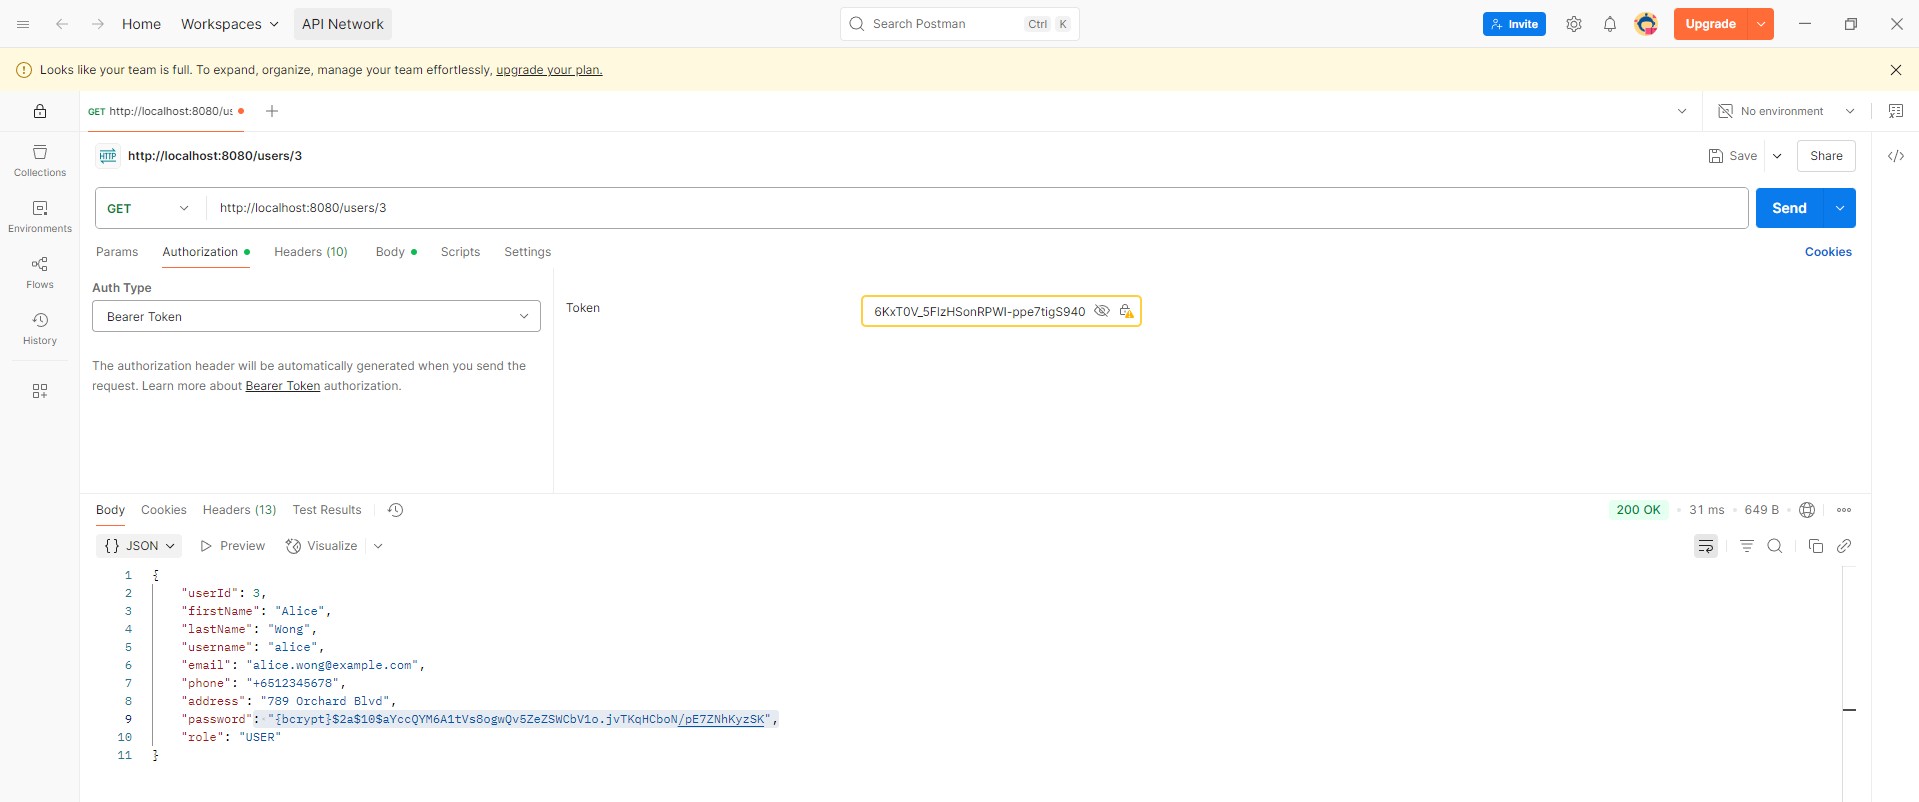 Home Workspaces API Network Search Postman Ctrl K Invite Upgrade
Looks like your team is full. To expand, organize, manage your team effortlessly, upgrade your plan.
GET http://localhost:8080/us No environment
HTTP http://localhost:8080/users/3 Save Share
GET http://localhost:8080/users/3 Send
Collections
Environments
Flows
History
Params Authorization Headers (10) Body Scripts Settings Cookies
Auth Type
Bearer Token
The authorization header will be automatically generated when you send the
request. Learn more about Bearer Token authorization.
Token 6KxT0V_5FlzHSonRPWI-ppe7tigS940
Body Cookies Headers (13) Test Results 200 OK 31 ms 649 B
{} JSON Preview Visualize
1 {
2 "userId": 3,
3 "firstName": "Alice",
4 "lastName": "Wong",
5 "username": "alice",
6 "email": "alice.wong@example.com",
7 "phone": "+6512345678",
8 "address": "789 Orchard Blvd",
9 "password": "{bcrypt}$2a$10$aYccQYM6A1tVs8ogwQv5ZeZSWCbV1o.jvTKqHCboN/pE7ZNhKyzSK",
10 "role": "USER"
11 }